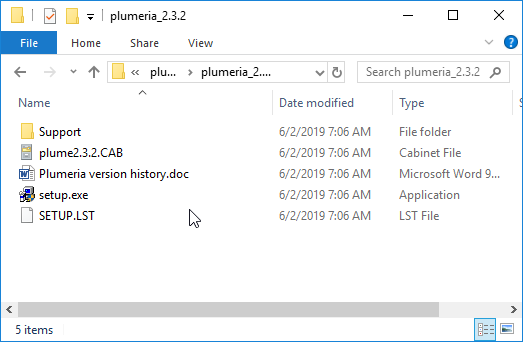 plumeria_2.3.2
File Home Share View
plu... plumeria_2.... Search plumeria_2.3.2
Name Date modified Type S
Support 6/2/2019 7:06 AM File folder
plume2.3.2.CAB 6/2/2019 7:06 AM Cabinet File
Plumeria version history.doc 6/2/2019 7:06 AM Microsoft Word 9...
setup.exe 6/2/2019 7:06 AM Application
SETUP.LST 6/2/2019 7:06 AM LST File
5 items